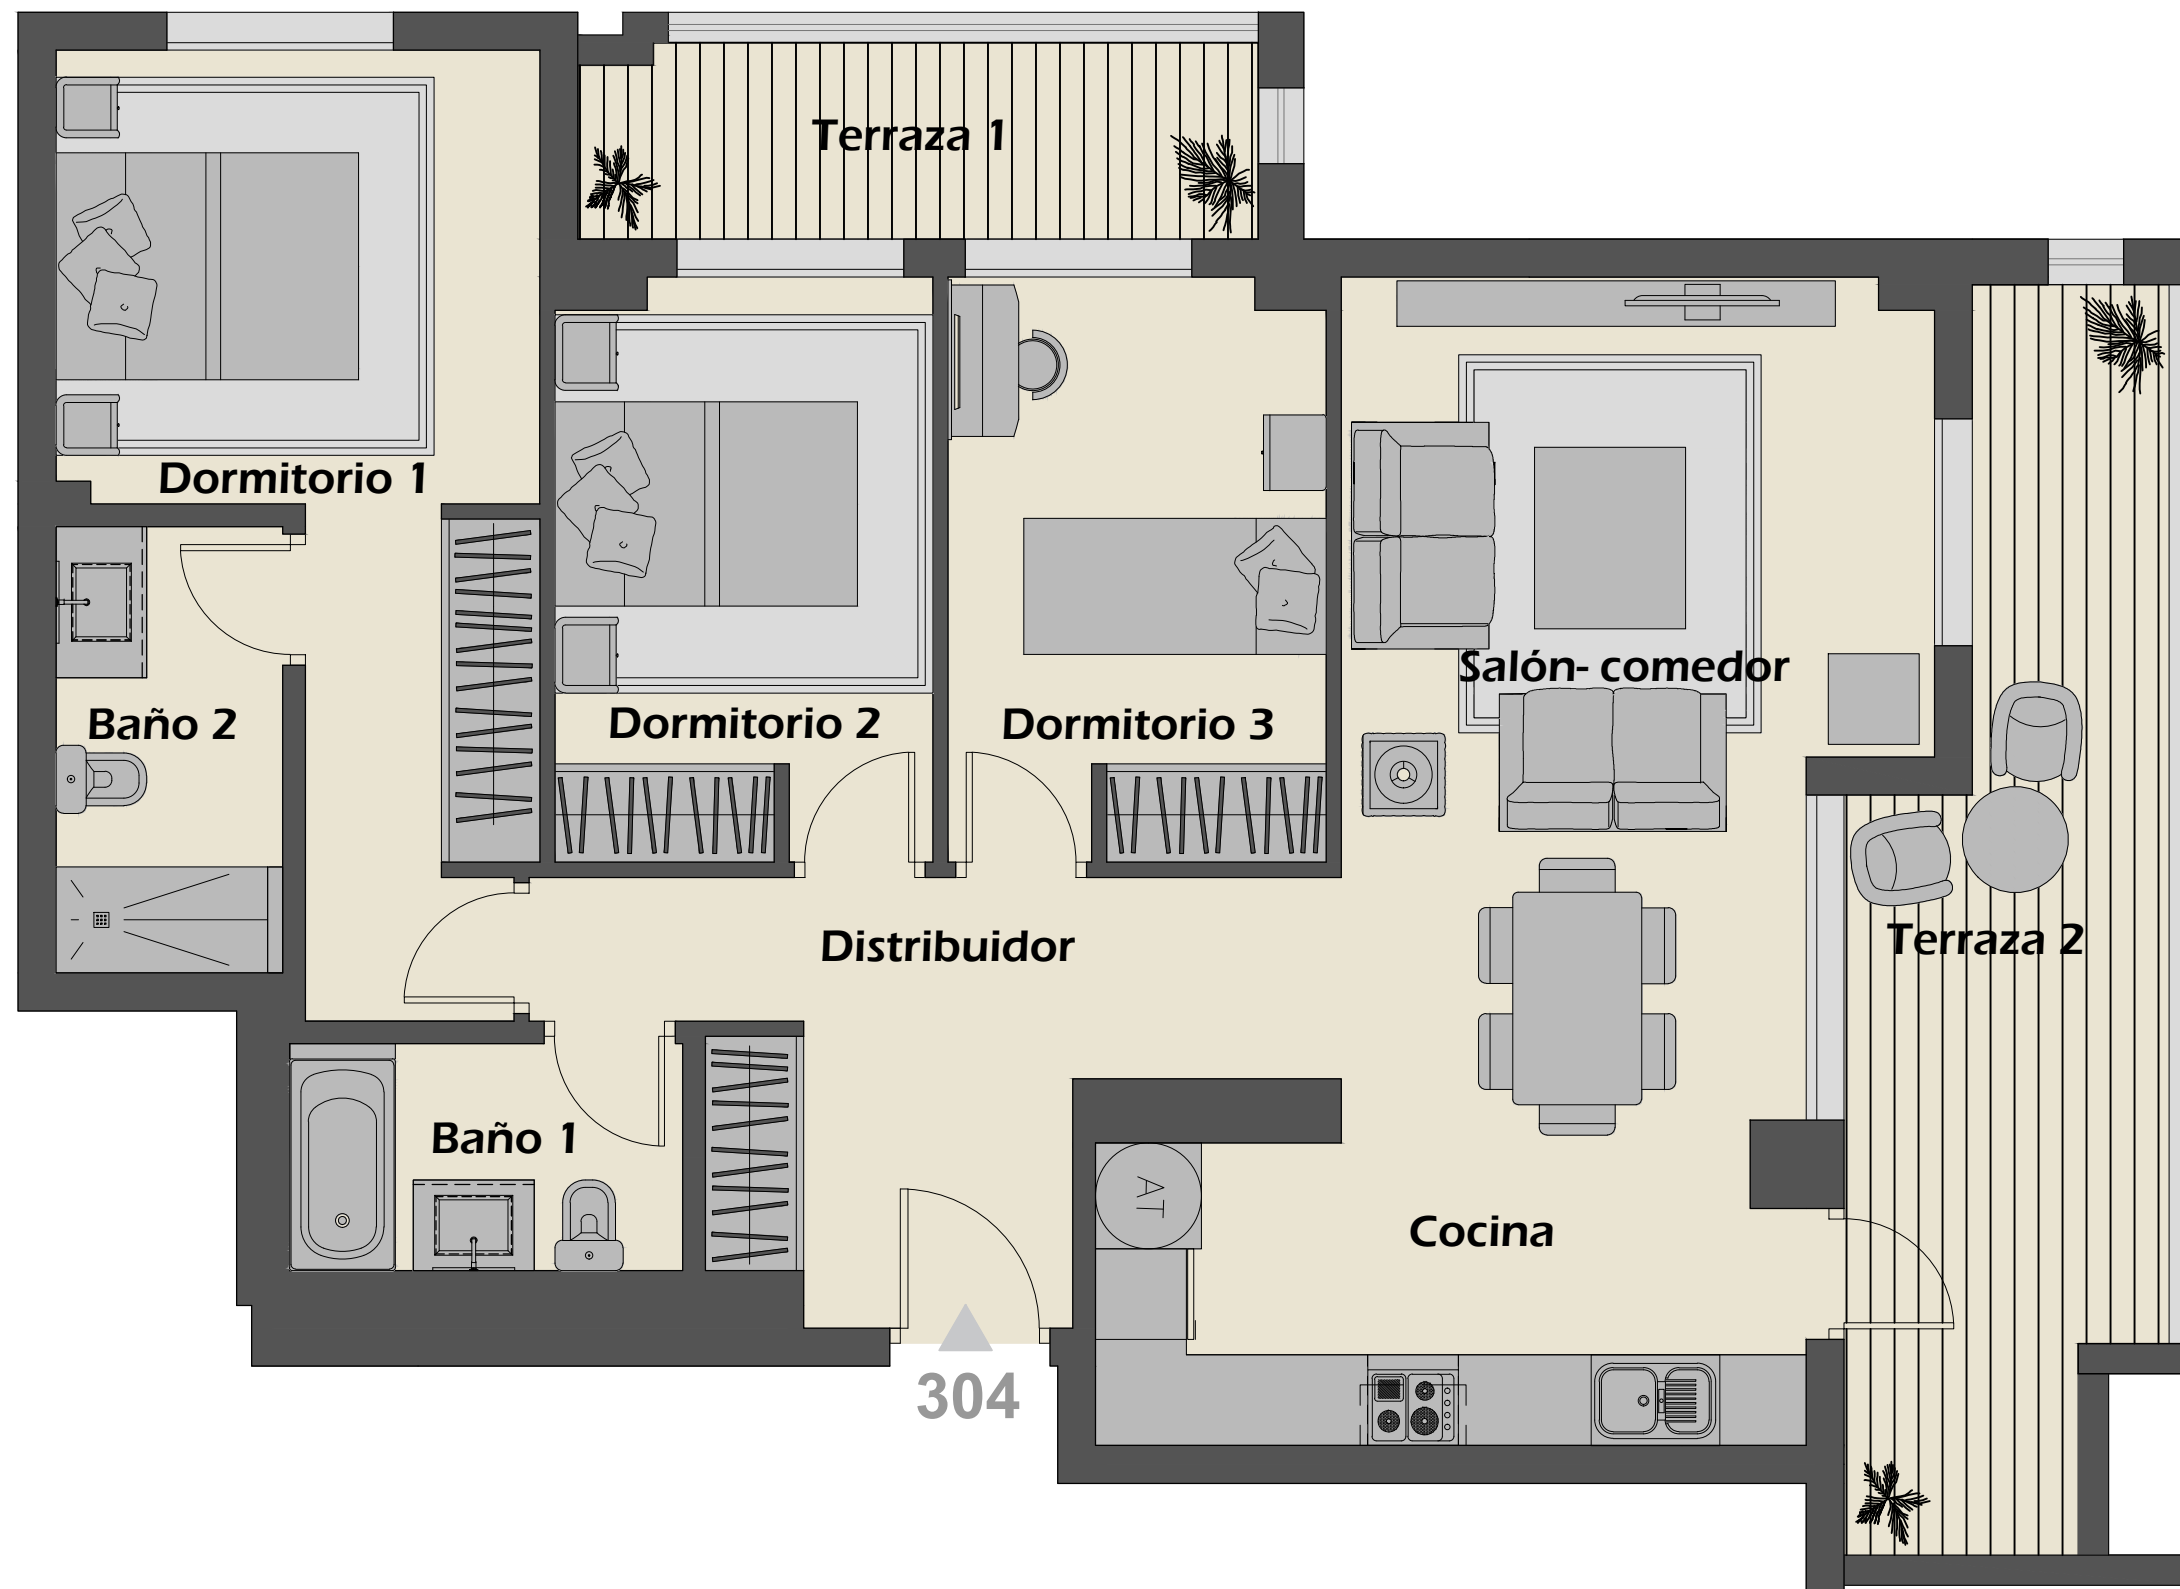 Terraza 1
Dormitorio 1
Salón- comedor
Baño 2
Dormitorio 2
Dormitorio 3
Distribuidor
Terraza 2
Baño 1
AT
Cocina
304